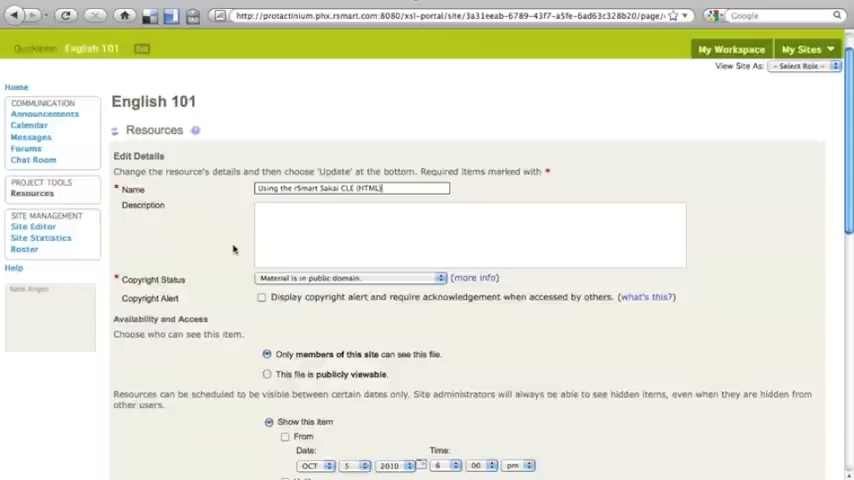 http://protactinium.phx.rsmart.com:8080/xsl-portal/site/3a31eeab-6789-43f7-a5fe-6ad63c328b20/page/
Google
English 101
My Workspace
My Sites
View Site As:
- Select Role -
Home
COMMUNICATION
Announcements
Calendar
Messages
Forums
Chat Room
PROJECT TOOLS
Resources
SITE MANAGEMENT
Site Editor
Site Statistics
Roster
Help
Nate Angell
English 101
Resources
Edit Details
Change the resource's details and then choose 'Update' at the bottom. Required items marked with *
* Name
Using the rSmart Sakai CLE (HTML)
Description
* Copyright Status
Material is in public domain.
(more info)
Copyright Alert
Display copyright alert and require acknowledgement when accessed by others. (what's this?)
Availability and Access
Choose who can see this item.
Only members of this site can see this file.
This file is publicly viewable.
Resources can be scheduled to be visible between certain dates only. Site administrators will always be able to see hidden items, even when they are hidden from
other users.
Show this item
From
Date:
Time:
OCT 5 2010 6 00 pm